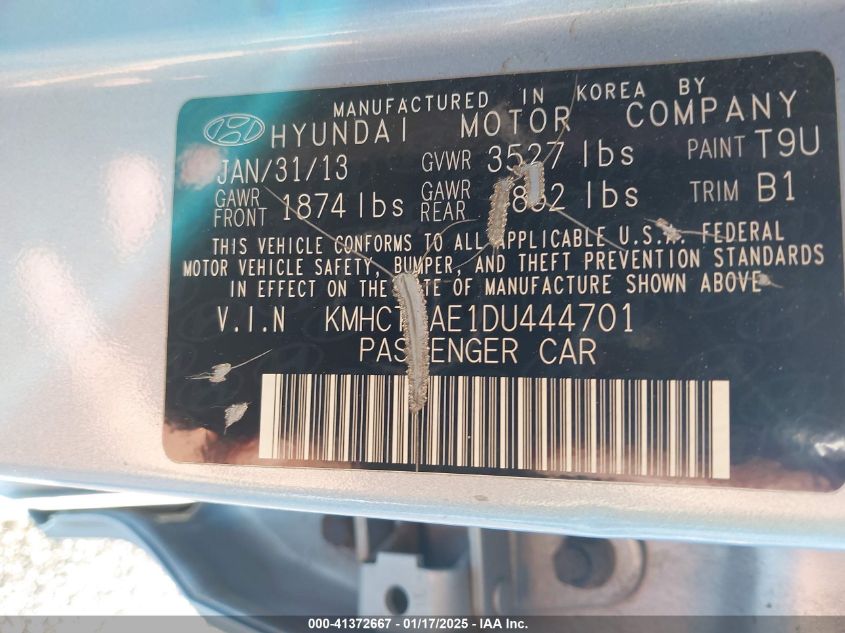 MANUFACTURED IN KOREA BY
HYUNDAI MOTOR COMPANY
JAN/31/13 GVWR 3527 lbs PAINT T9U
GAWR FRONT 1874 lbs GAWR REAR lbs TRIM B1
THIS VEHICLE CONFORMS TO ALL APPLICABLE U.S.A. FEDERAL
MOTOR VEHICLE SAFETY, BUMPER, AND THEFT PREVENTION STANDARDS
IN EFFECT ON THE DATE OF MANUFACTURE SHOWN ABOVE
V.I.N
PASSENGER CAR
000-41372667 - 01/17/2025 - IAA Inc.